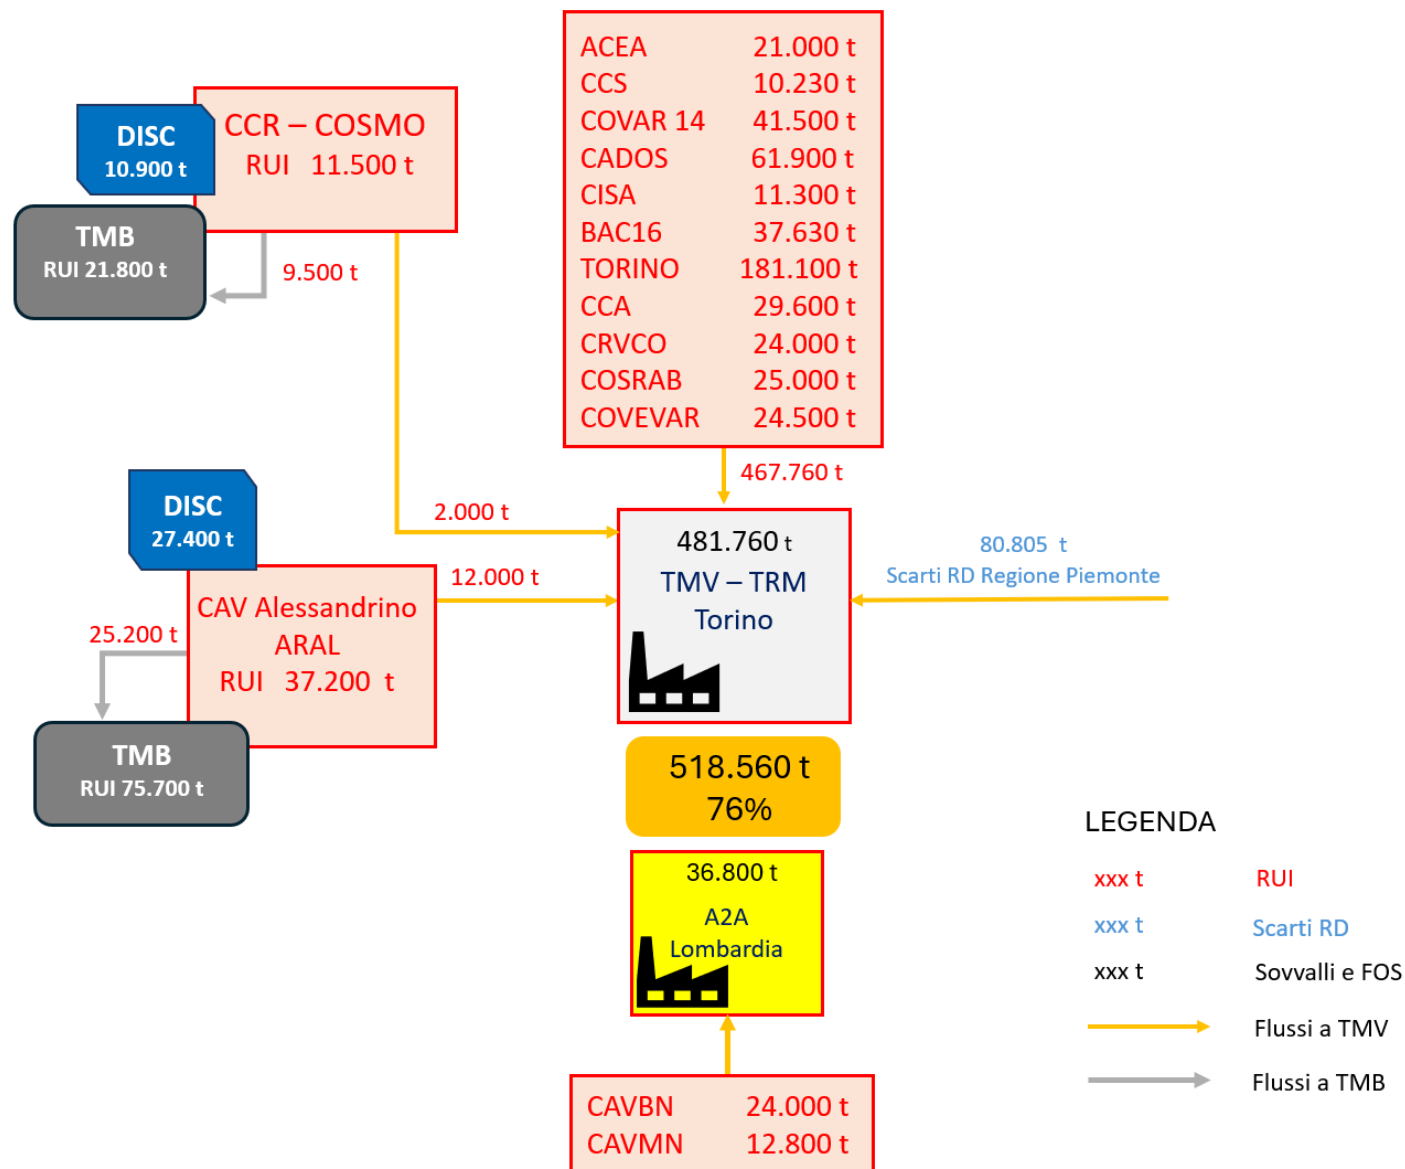 ACEA 21.000 t
CCS 10.230 t
COVAR 14 41.500 t
CADOS 61.900 t
CISA 11.300 t
BAC16 37.630 t
TORINO 181.100 t
CCA 29.600 t
CRVCO 24.000 t
COSRAB 25.000 t
COVEVAR 24.500 t
467.760 t
DISC
10.900 t
CCR – COSMO
RUI 11.500 t
TMB
RUI 21.800 t
9.500 t
2.000 t
DISC
27.400 t
CAV Alessandrino
ARAL
RUI 37.200 t
12.000 t
25.200 t
TMB
RUI 75.700 t
481.760 t
TMV – TRM
Torino
80.805 t
Scarti RD Regione Piemonte
518.560 t
76%
36.800 t
A2A
Lombardia
CAVBN 24.000 t
CAVMN 12.800 t
LEGENDA
xxx t RUI
xxx t Scarti RD
xxx t Sovvalli e FOS
Flussi a TMV
Flussi a TMB